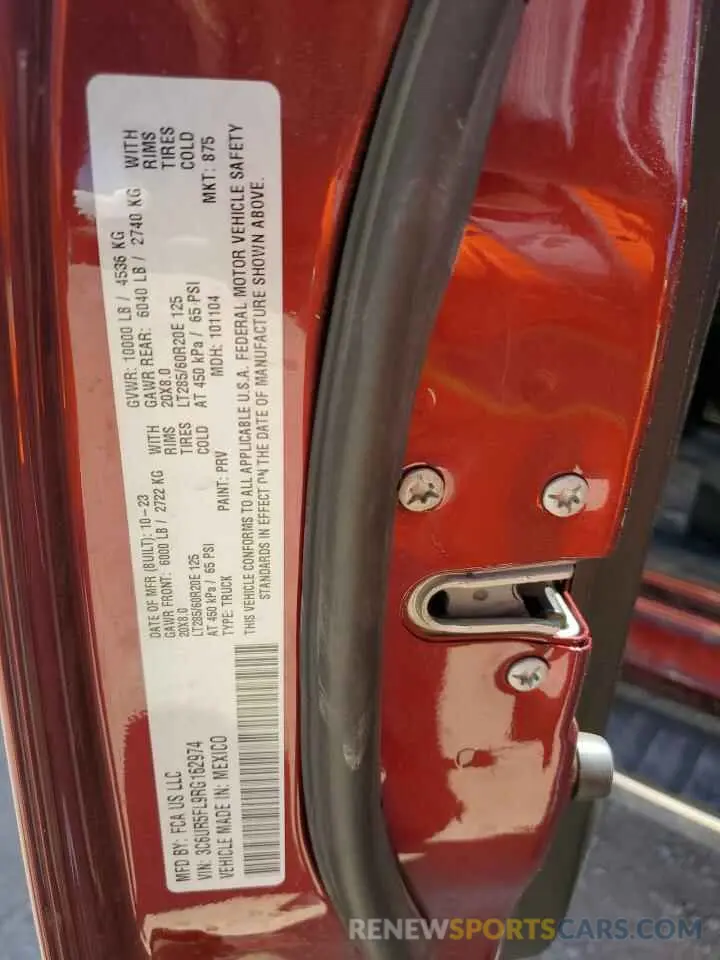 MFD BY: FCA US LLC
DATE OF MFR (BUILT): 10-23
GVWR: 10000 LB / 4536 KG
GAWR FRONT: 6000 LB / 2722 KG WITH
GAWR REAR: 6040 LB / 2740 KG WITH
20X8.0 RIMS
20X8.0 RIMS
LT285/60R20E 125 TIRES
LT285/60R20E 125 TIRES
AT 450 kPa / 65 PSI COLD
AT 450 kPa / 65 PSI COLD
VIN: 3C6UR5FL9RG162974
TYPE: TRUCK
PAINT: PRV
MDH: 101104
MKT: 875
VEHICLE MADE IN: MEXICO
THIS VEHICLE CONFORMS TO ALL APPLICABLE U.S.A. FEDERAL MOTOR VEHICLE SAFETY
STANDARDS IN EFFECT ON THE DATE OF MANUFACTURE SHOWN ABOVE.
RENEWSPORTSCARS.COM